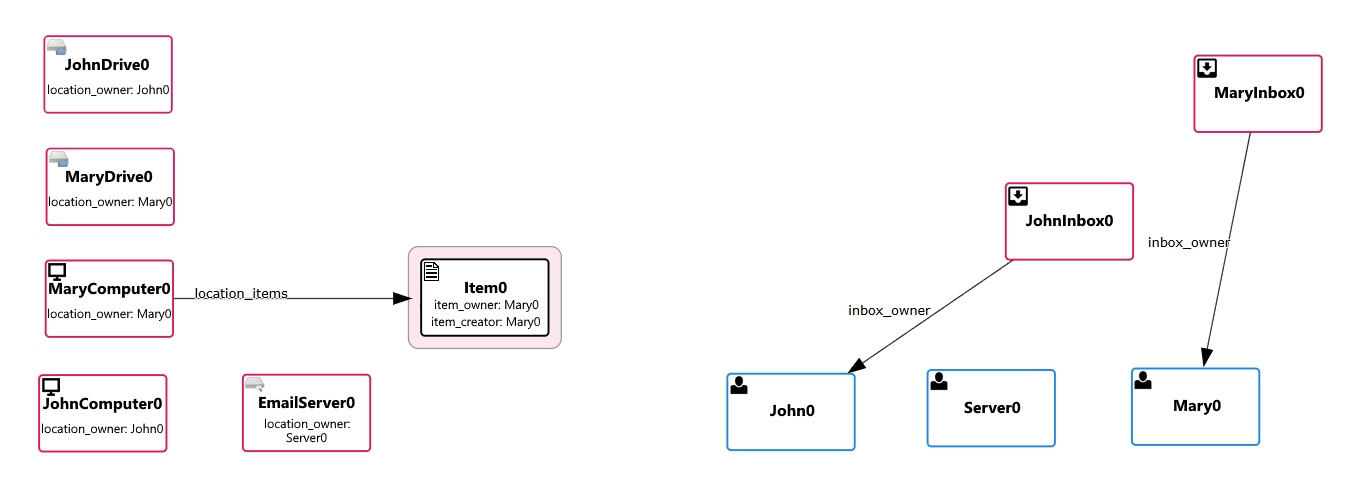 JohnDrive0
location_owner: John0
MaryDrive0
location_owner: Mary0
MaryComputer0
location_owner: Mary0
location_items
Item0
item_owner: Mary0
item_creator: Mary0
JohnComputer0
location_owner: John0
EmailServer0
location_owner:
Server0
MaryInbox0
JohnInbox0
inbox_owner
inbox_owner
John0
Server0
Mary0